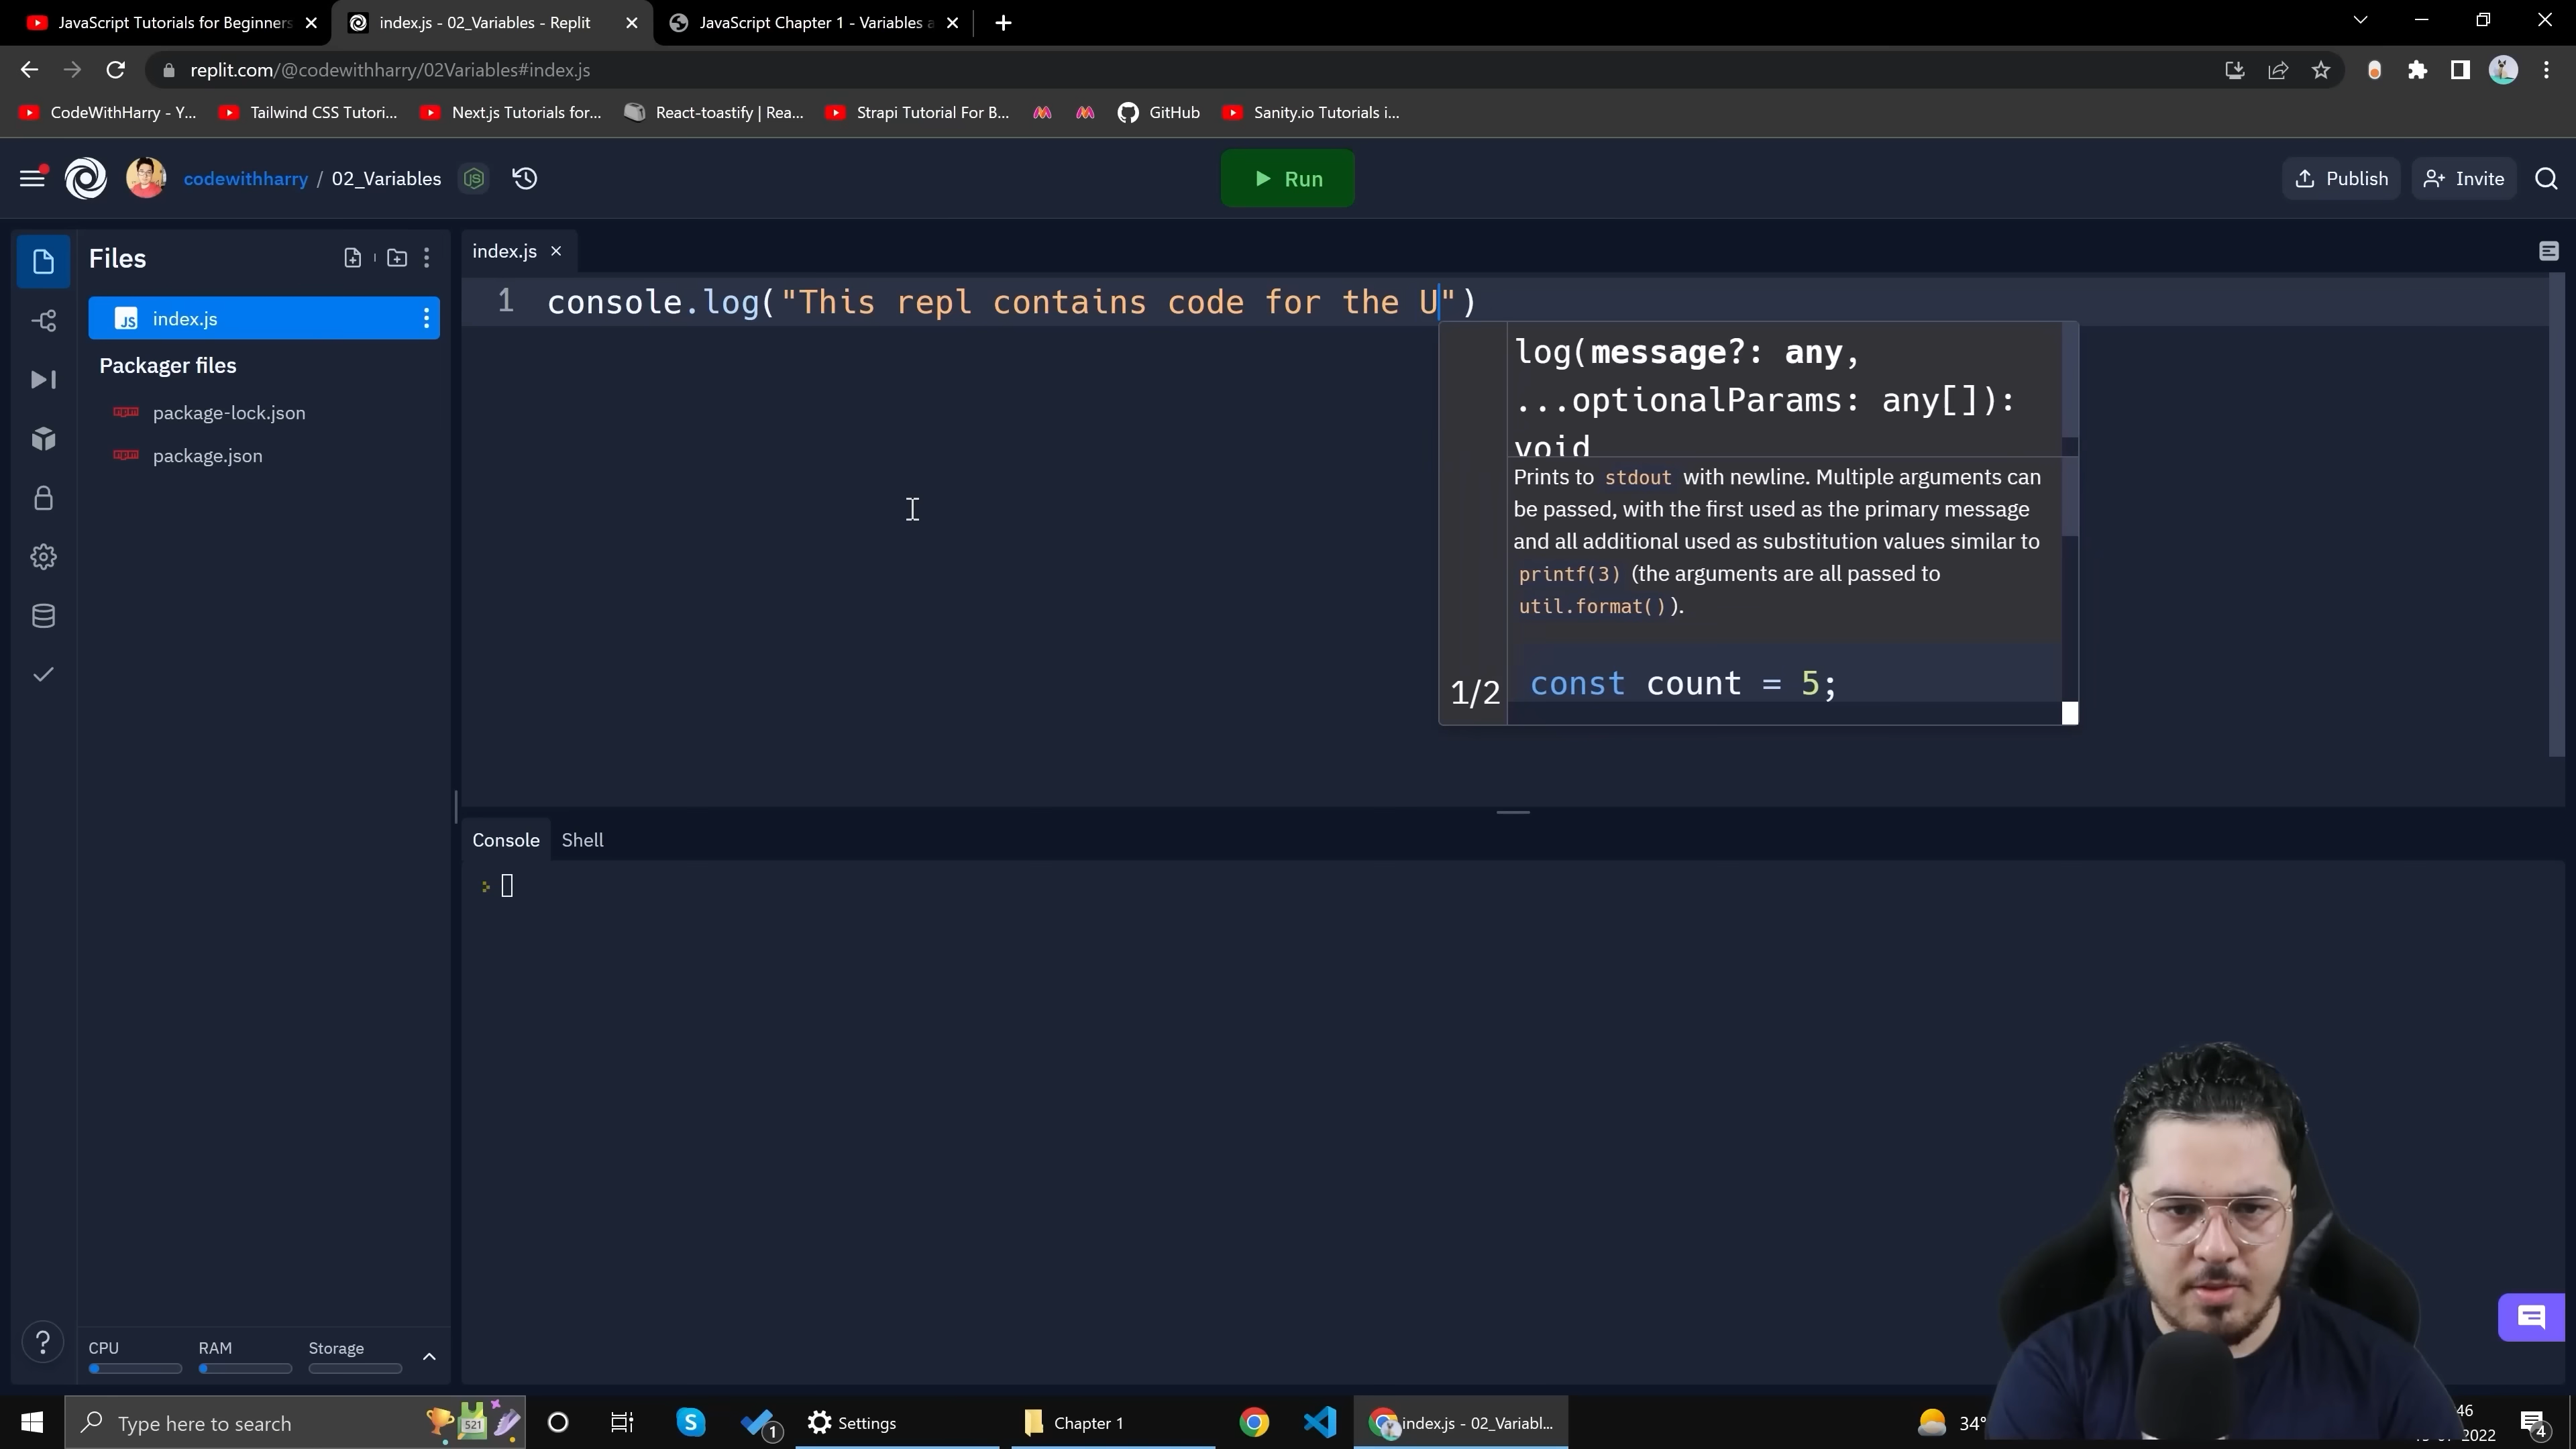 JavaScript Tutorials for Beginners
index.js - 02_Variables - Replit
JavaScript Chapter 1 - Variables a
replit.com/@codewithharry/02Variables#index.js
CodeWithHarry - Y...
Tailwind CSS Tutori...
Next.js Tutorials for...
React-toastify | Rea...
Strapi Tutorial For B...
GitHub
Sanity.io Tutorials i...
codewithharry / 02_Variables
Run
Publish
Invite
Files
index.js
Packager files
package-lock.json
package.json
index.js
1 console.log("This repl contains code for the U")
log(message?: any,
...optionalParams: any[]):
void
Prints to stdout with newline. Multiple arguments can
be passed, with the first used as the primary message
and all additional used as substitution values similar to
printf(3) (the arguments are all passed to
util.format()).
1/2
const count = 5;
Console
Shell
CPU
RAM
Storage
Type here to search
521
1
Settings
Chapter 1
index.js - 02_Variabl...
34°
46
2022
4